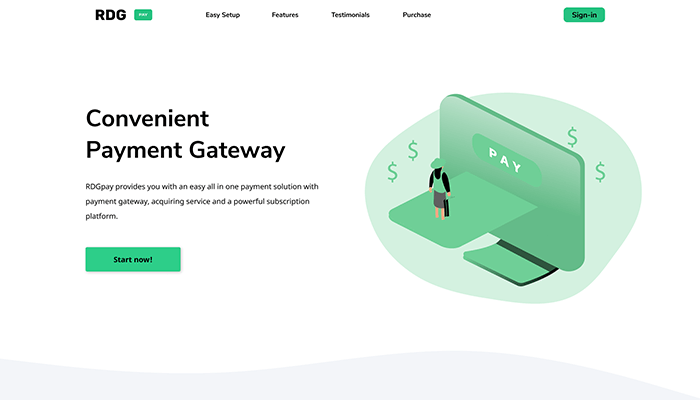 RDG PAY Easy Setup Features Testimonials Purchase Sign-in
Convenient
Payment Gateway
RDGpay provides you with an easy all in one payment solution with
payment gateway, acquiring service and a powerful subscription
platform.
Start now!
PAY
$ $ $ $